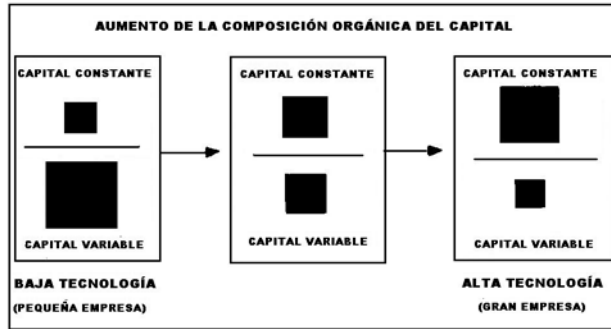 AUMENTO DE LA COMPOSICIÓN ORGÁNICA DEL CAPITAL
CAPITAL CONSTANTE
CAPITAL VARIABLE
BAJA TECNOLOGÍA
(PEQUEÑA EMPRESA)
CAPITAL CONSTANTE
CAPITAL VARIABLE
CAPITAL CONSTANTE
CAPITAL VARIABLE
ALTA TECNOLOGÍA
(GRAN EMPRESA)